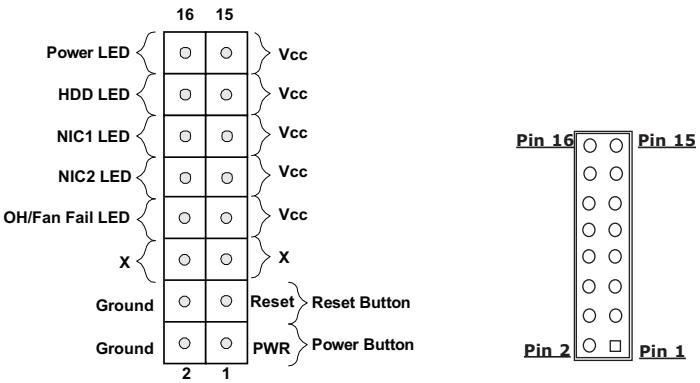 16 15
Power LED Vcc
HDD LED Vcc
NIC1 LED Vcc
NIC2 LED Vcc
OH/Fan Fail LED Vcc
X X
Ground Reset Reset Button
Ground PWR Power Button
2 1
Pin 16 Pin 15
Pin 2 Pin 1